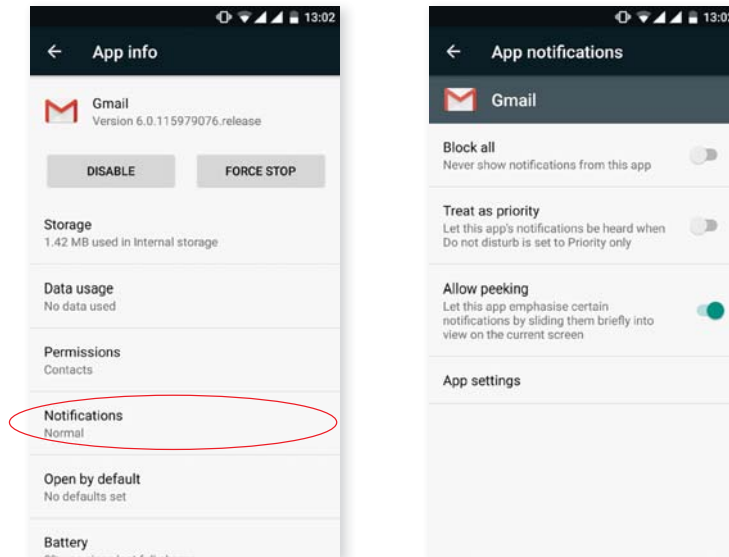 13:02
App info
Gmail
Version 6.0.115979076.release
DISABLE
FORCE STOP
Storage
1.42 MB used in Internal storage
Data usage
No data used
Permissions
Contacts
Notifications
Normal
Open by default
No defaults set
Battery
13:02
App notifications
Gmail
Block all
Never show notifications from this app
Treat as priority
Let this app's notifications be heard when
Do not disturb is set to Priority only
Allow peeking
Let this app emphasise certain
notifications by sliding them briefly into
view on the current screen
App settings